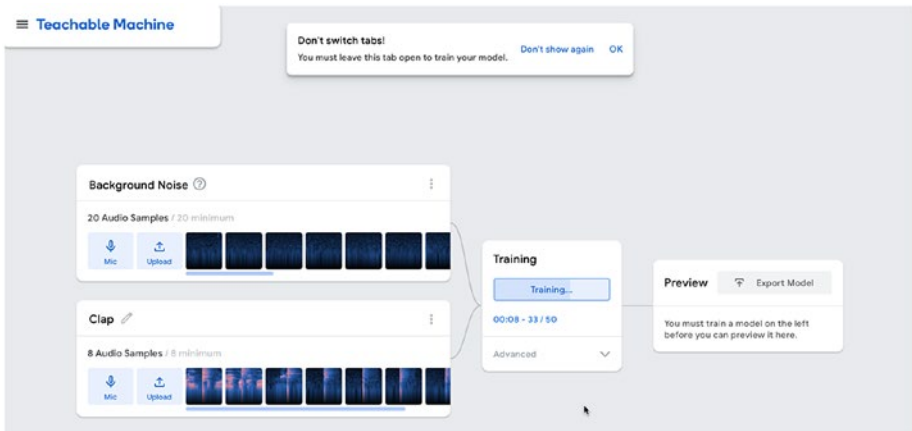 Teachable Machine
Don't switch tabs!
You must leave this tab open to train your model.
Don't show again
OK
Background Noise
20 Audio Samples / 20 minimum
Mic
Upload
Clap
8 Audio Samples / 8 minimum
Mic
Upload
Training
Training...
00:08 - 33 / 50
Advanced
Preview
Export Model
You must train a model on the left
before you can preview it here.